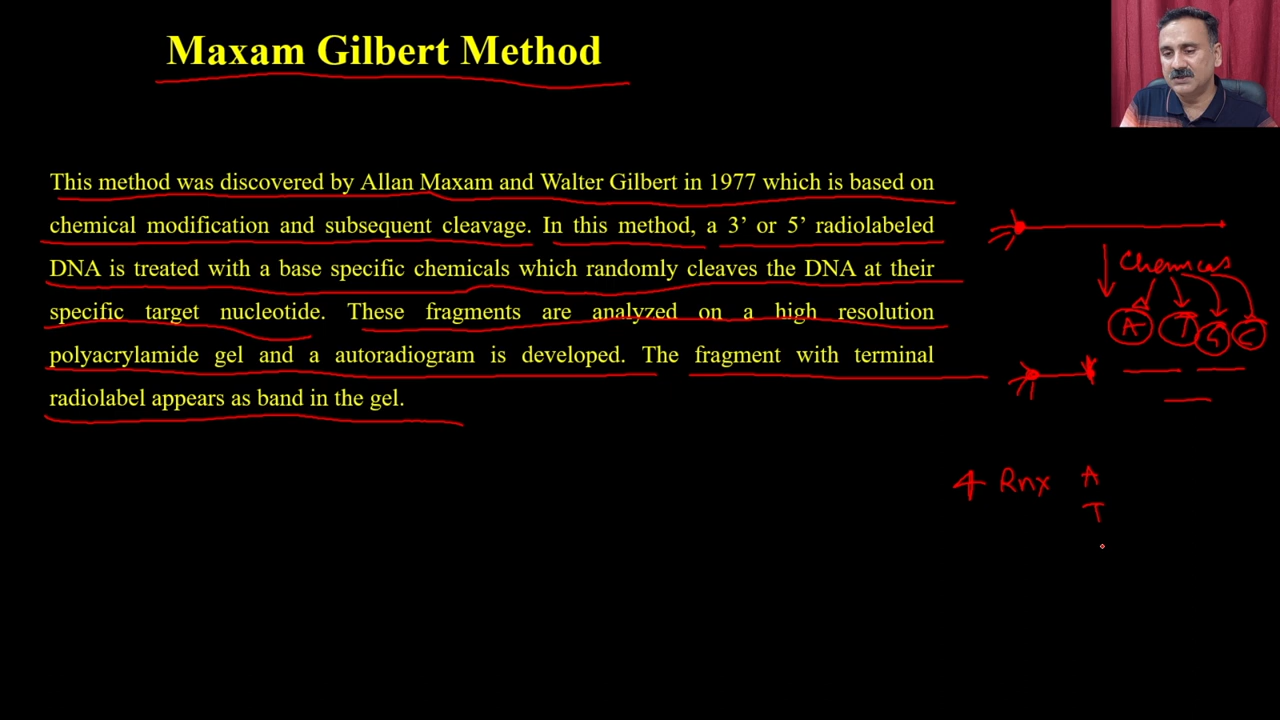 Maxam Gilbert Method
This method was discovered by Allan Maxam and Walter Gilbert in 1977 which is based on
chemical modification and subsequent cleavage. In this method, a 3’ or 5’ radiolabeled
DNA is treated with a base specific chemicals which randomly cleaves the DNA at their
specific target nucleotide. These fragments are analyzed on a high resolution
polyacrylamide gel and a autoradiogram is developed. The fragment with terminal
radiolabel appears as band in the gel.
Chemicas
A T G C
4 Rnx A
T